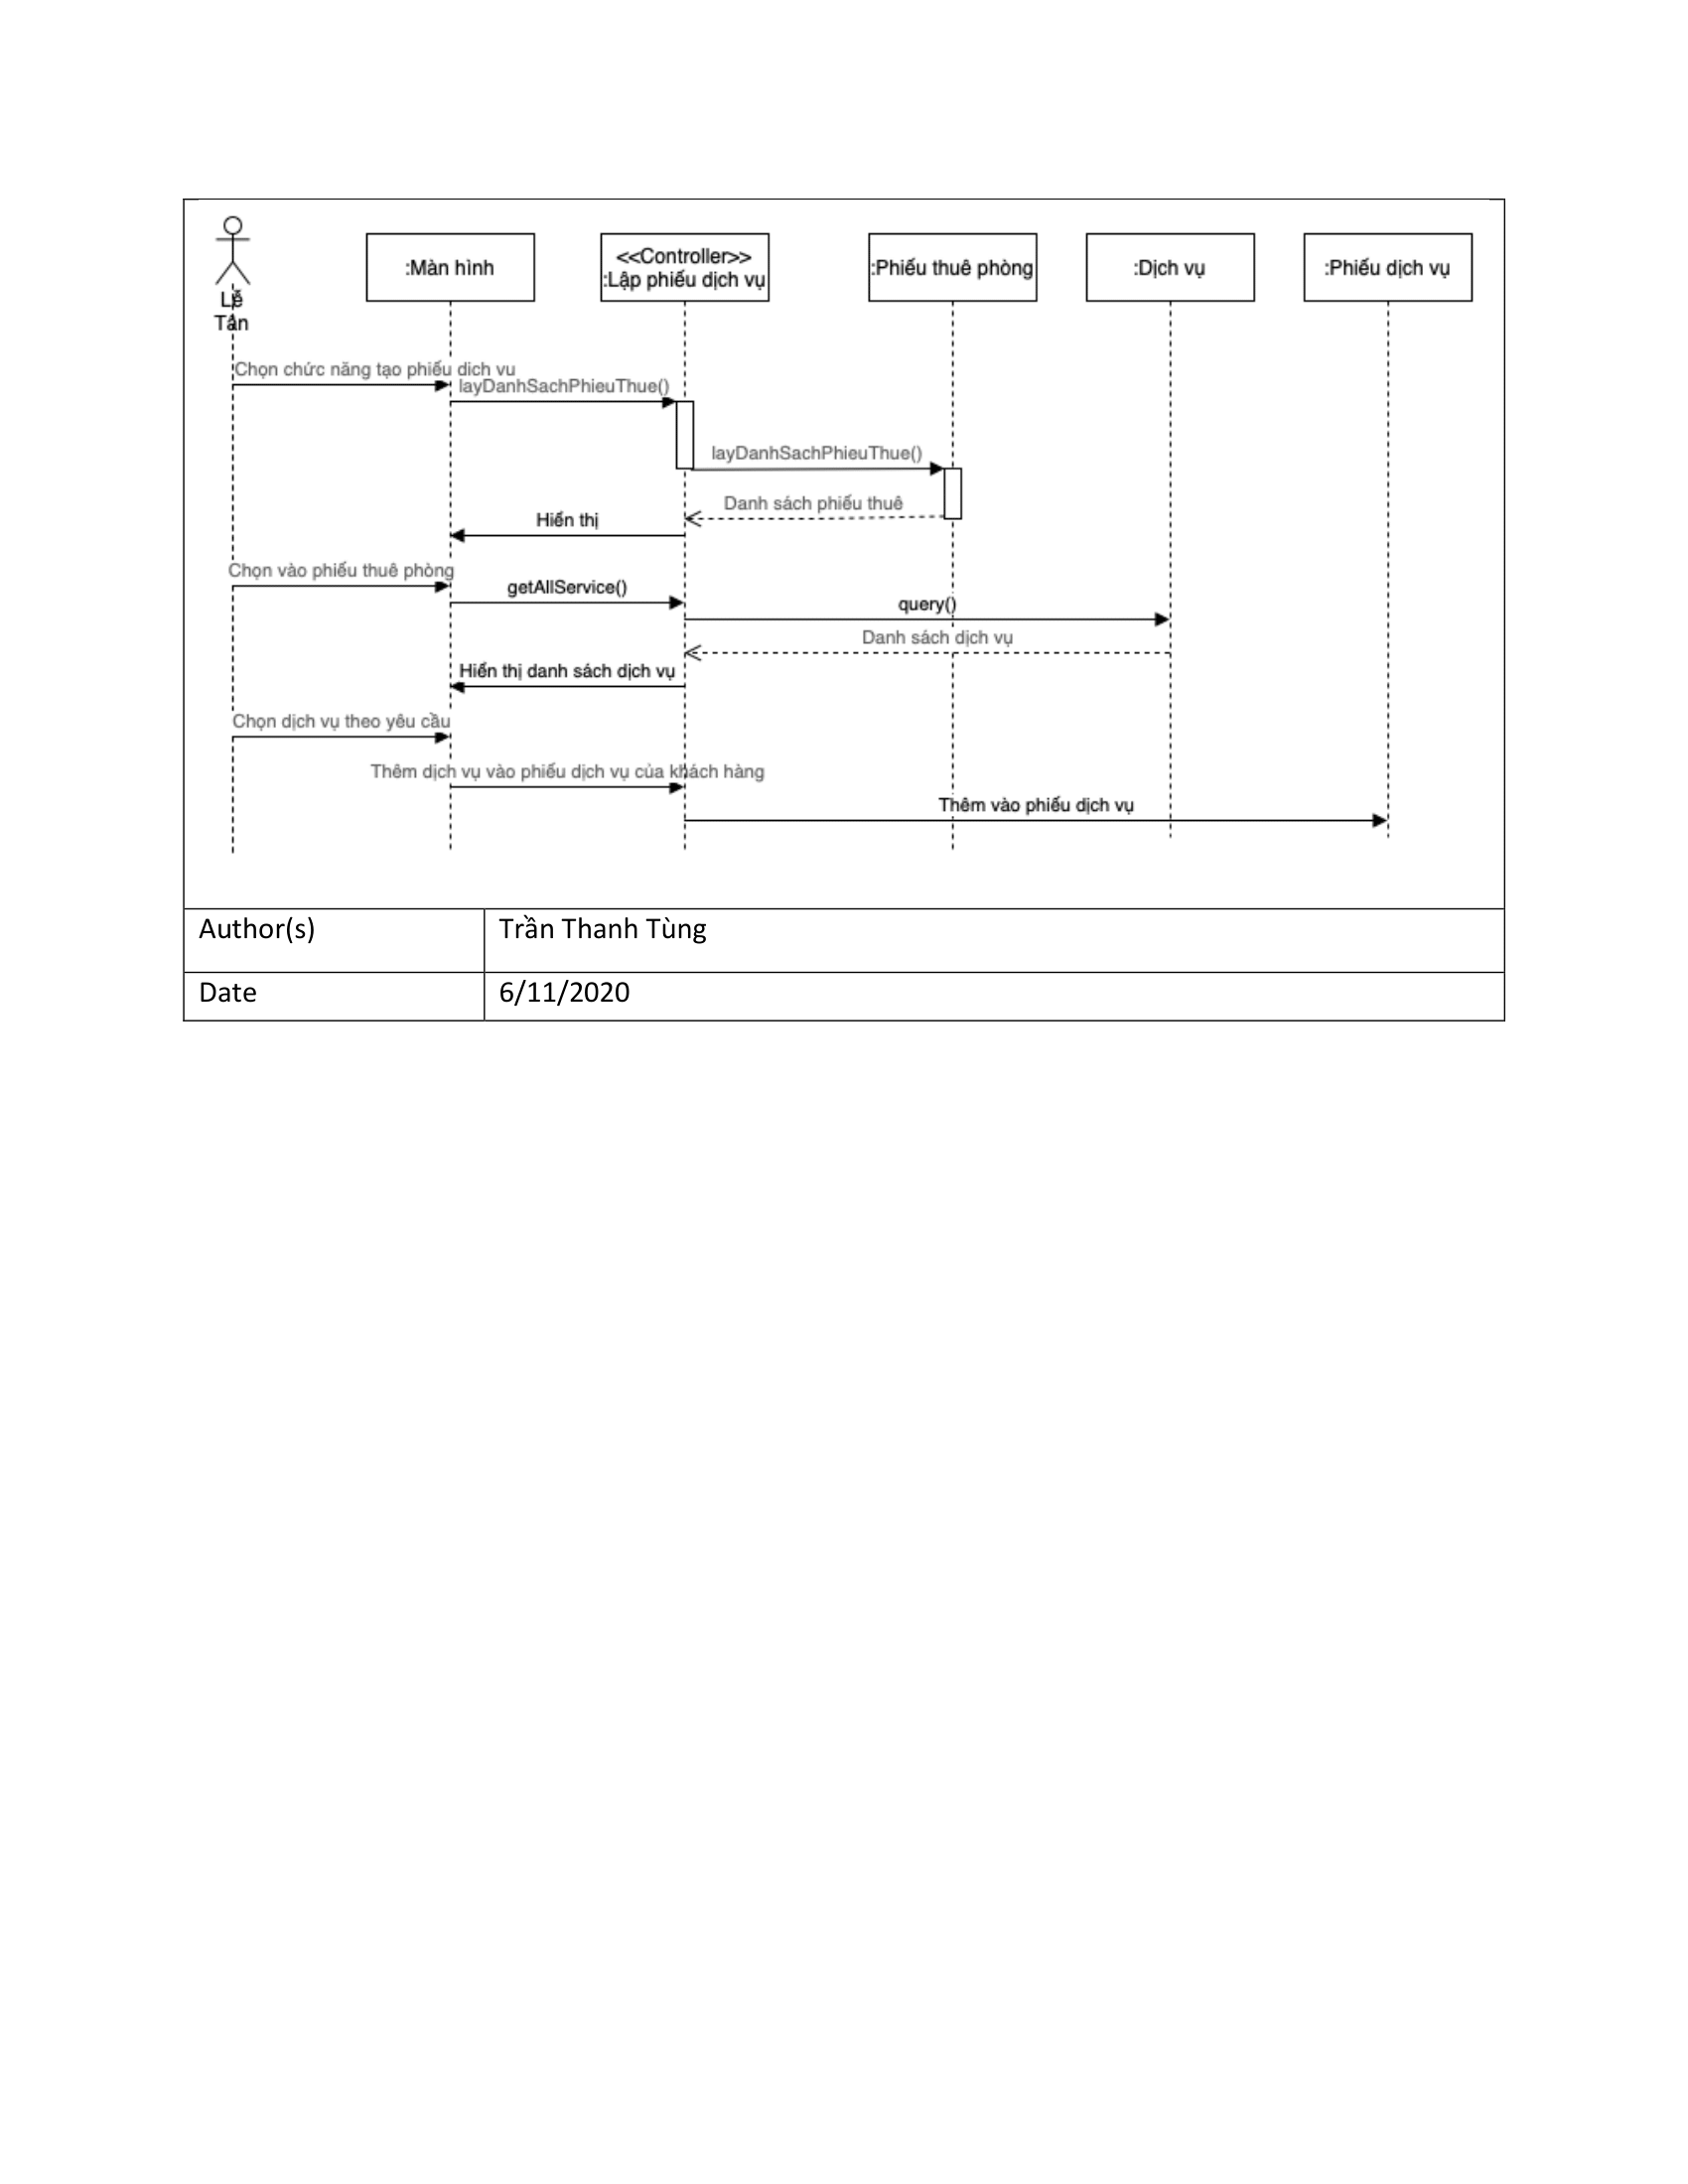 Lễ
Tân
:Màn hình
<<Controller>>
:Lập phiếu dịch vụ
:Phiếu thuê phòng
:Dịch vụ
:Phiếu dịch vụ
Chọn chức năng tạo phiếu dich vu
layDanhSachPhieuThue()
layDanhSachPhieuThue()
Danh sách phiếu thuê
Hiển thị
Chọn vào phiếu thuê phòng
getAllService()
query()
Danh sách dịch vụ
Hiển thị danh sách dịch vụ
Chọn dịch vụ theo yêu cầu
Thêm dịch vụ vào phiếu dịch vụ của khách hàng
Thêm vào phiếu dịch vụ
Author(s) Trần Thanh Tùng
Date 6/11/2020